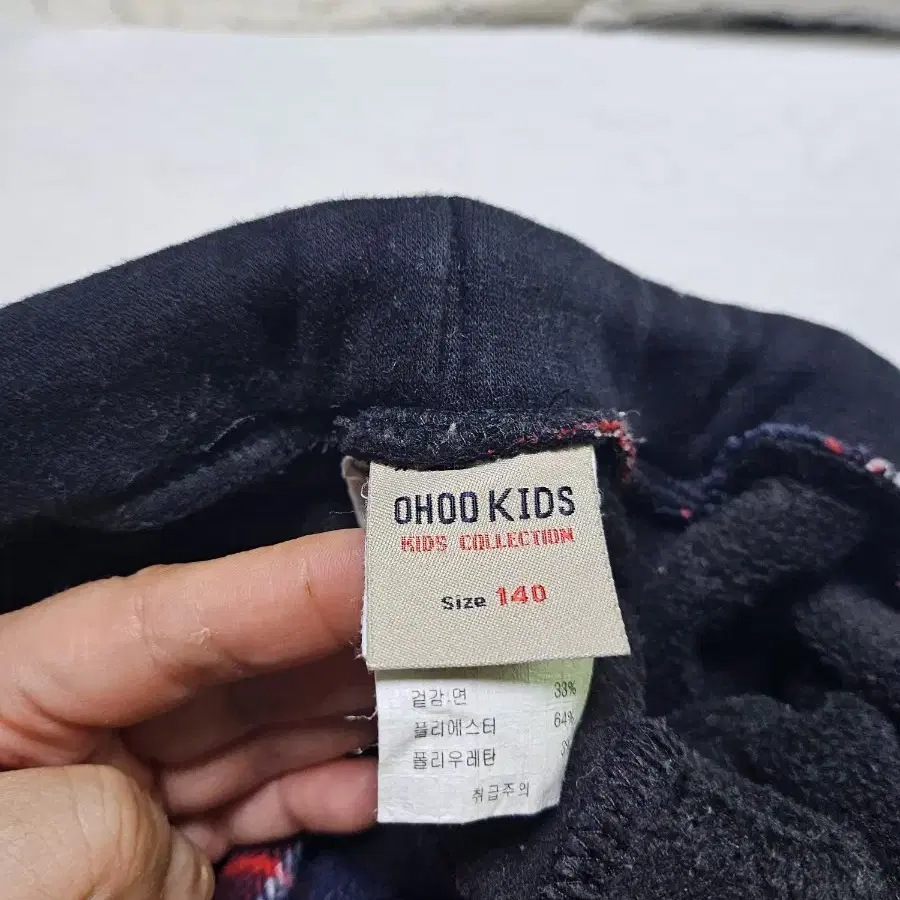 OHOO KIDS
KIDS COLLECTION
Size 140
겉감:면 33%
폴리에스터 64%
폴리우레탄
취급주의